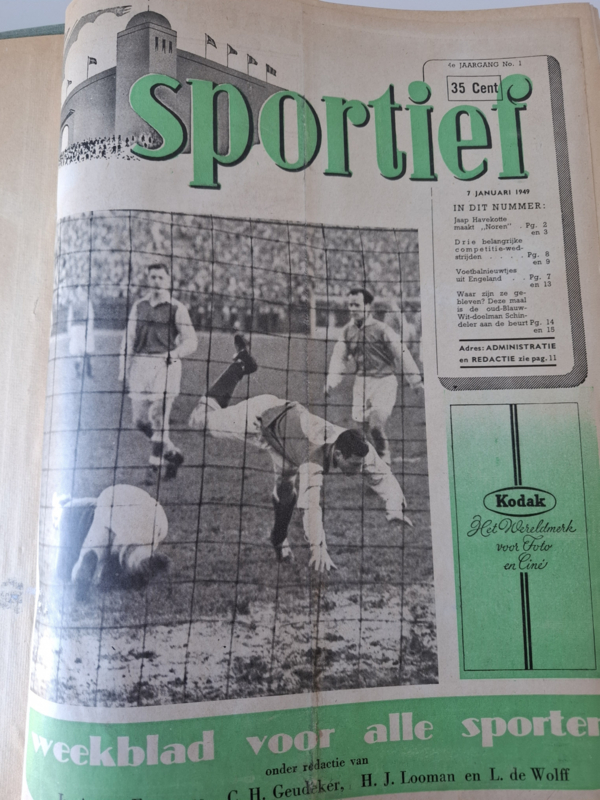 4e JAARGANG No. 1
35 Cent
sportief
7 JANUARI 1949
IN DIT NUMMER:
Jaap Havekotte
maakt „Noren" . Pg. 2
en 3
Drie belangrijke
competitie-wed-
strijden . . . . . Pg. 8
en 9
Voetbalnieuwtjes
uit Engeland . . Pg. 7
en 13
Waar zijn ze ge-
bleven? Deze maal
is de oud-Blauw-
Wit-doelman Schin-
deler aan de beurt Pg. 14
en 15
Adres: ADMINISTRATIE
en REDACTIE zie pag. 11
Kodak
Het Wereldmerk
voor Foto
en Ciné
weekblad voor alle sporten
onder redactie van
C. H. Geudeker, H. J. Looman en L. de Wolff